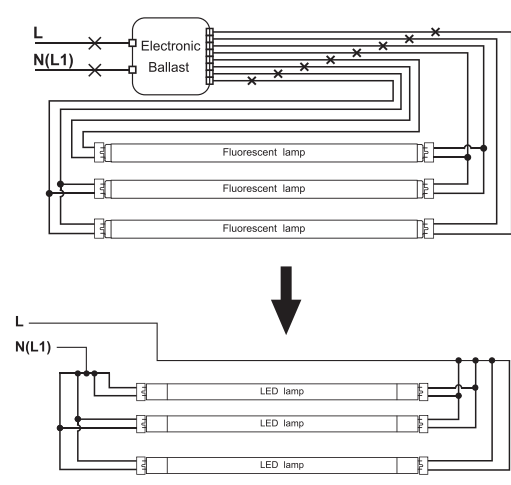 L
N(L1)
Electronic
Ballast
Fluorescent lamp
Fluorescent lamp
Fluorescent lamp
L
N(L1)
LED lamp
LED lamp
LED lamp